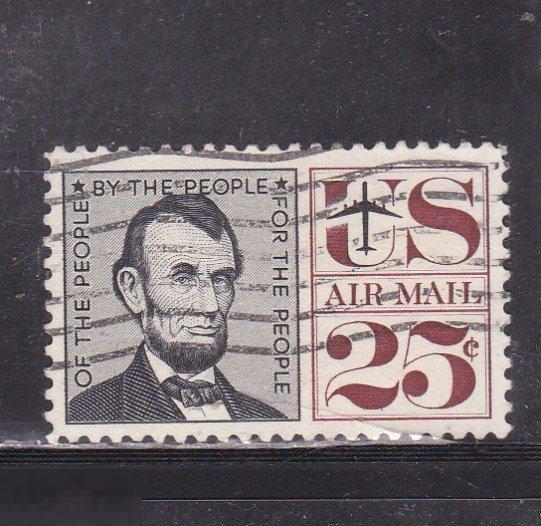 OF THE PEOPLE ★ BY THE PEOPLE ★ FOR THE PEOPLE
US
AIR MAIL
25¢